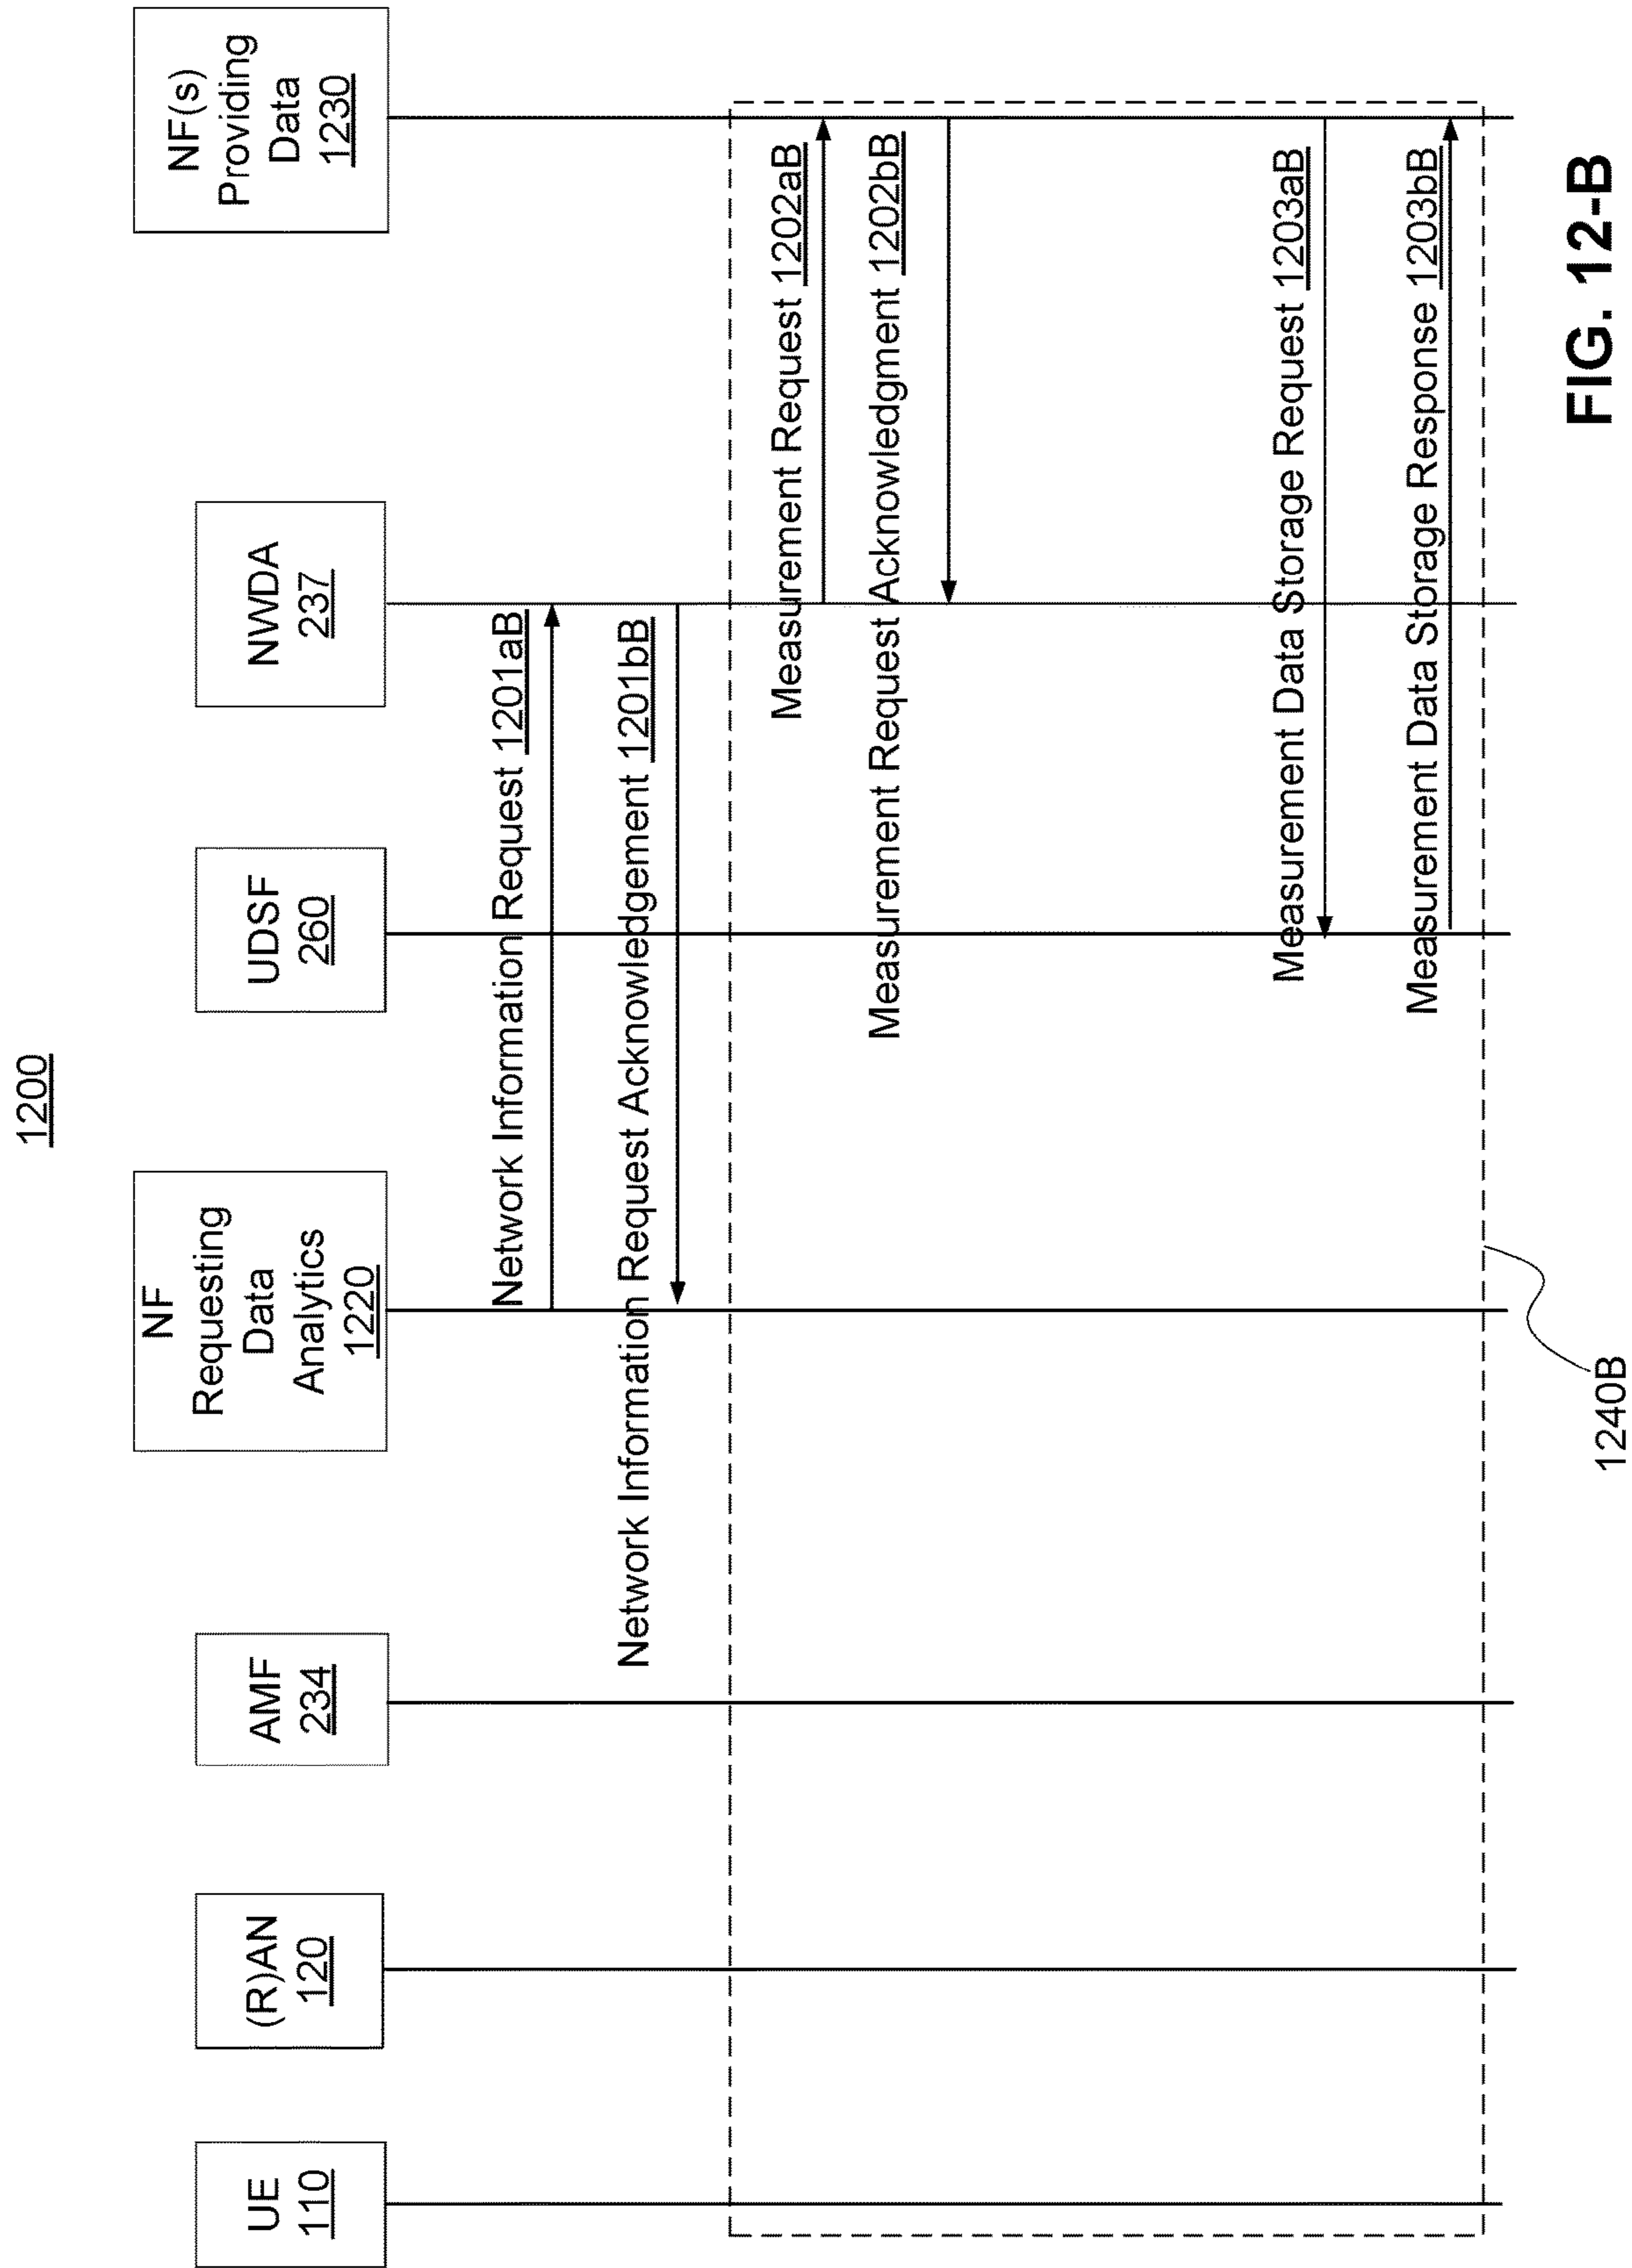 1200
UE
110
(R)AN
120
AMF
234
NF
Requesting
Data
Analytics
1220
UDSF
260
NWDA
237
NF(s)
Providing
Data
1230
Network Information Request 1201aB
Network Information Request Acknowledgement 1201bB
Measurement Request 1202aB
Measurement Request Acknowledgment 1202bB
Measurement Data Storage Request 1203aB
Measurement Data Storage Response 1203bB
1240B
FIG. 12-B